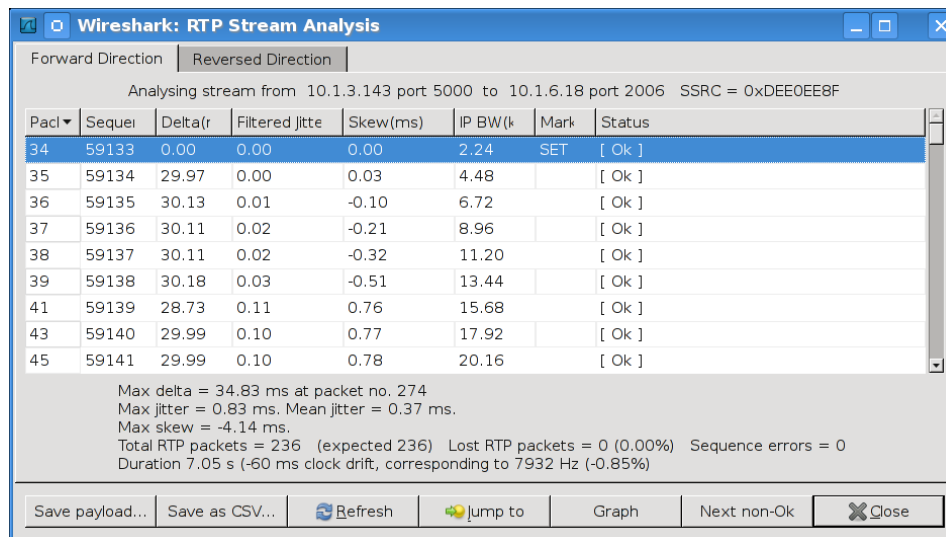 Wireshark: RTP Stream Analysis
Forward Direction Reversed Direction
Analysing stream from 10.1.3.143 port 5000 to 10.1.6.18 port 2006 SSRC = 0xDEE0EE8F
Pacl Sequer Delta(r Filtered Jitte Skew(ms) IP BW(k Mark Status
34 59133 0.00 0.00 0.00 2.24 SET [ Ok ]
35 59134 29.97 0.00 0.03 4.48 [ Ok ]
36 59135 30.13 0.01 -0.10 6.72 [ Ok ]
37 59136 30.11 0.02 -0.21 8.96 [ Ok ]
38 59137 30.11 0.02 -0.32 11.20 [ Ok ]
39 59138 30.18 0.03 -0.51 13.44 [ Ok ]
41 59139 28.73 0.11 0.76 15.68 [ Ok ]
43 59140 29.99 0.10 0.77 17.92 [ Ok ]
45 59141 29.99 0.10 0.78 20.16 [ Ok ]
Max delta = 34.83 ms at packet no. 274
Max jitter = 0.83 ms. Mean jitter = 0.37 ms.
Max skew = -4.14 ms.
Total RTP packets = 236 (expected 236) Lost RTP packets = 0 (0.00%) Sequence errors = 0
Duration 7.05 s (-60 ms clock drift, corresponding to 7932 Hz (-0.85%)
Save payload... Save as CSV... Refresh Jump to Graph Next non-Ok Close